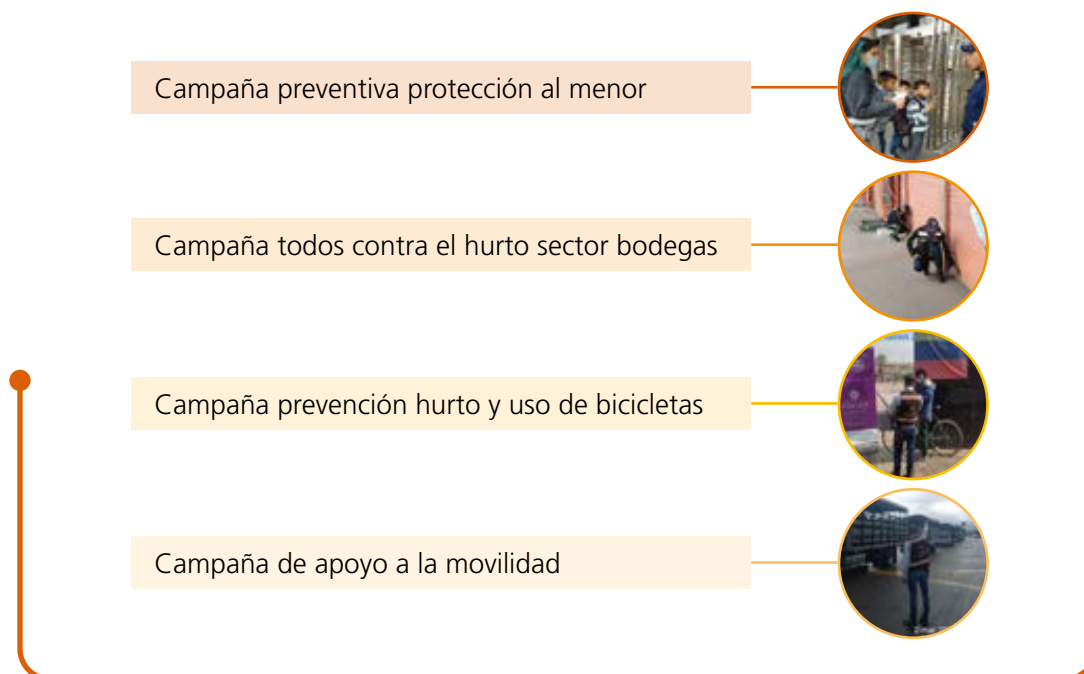 Campaña preventiva protección al menor
Campaña todos contra el hurto sector bodegas
Campaña prevención hurto y uso de bicicletas
Campaña de apoyo a la movilidad